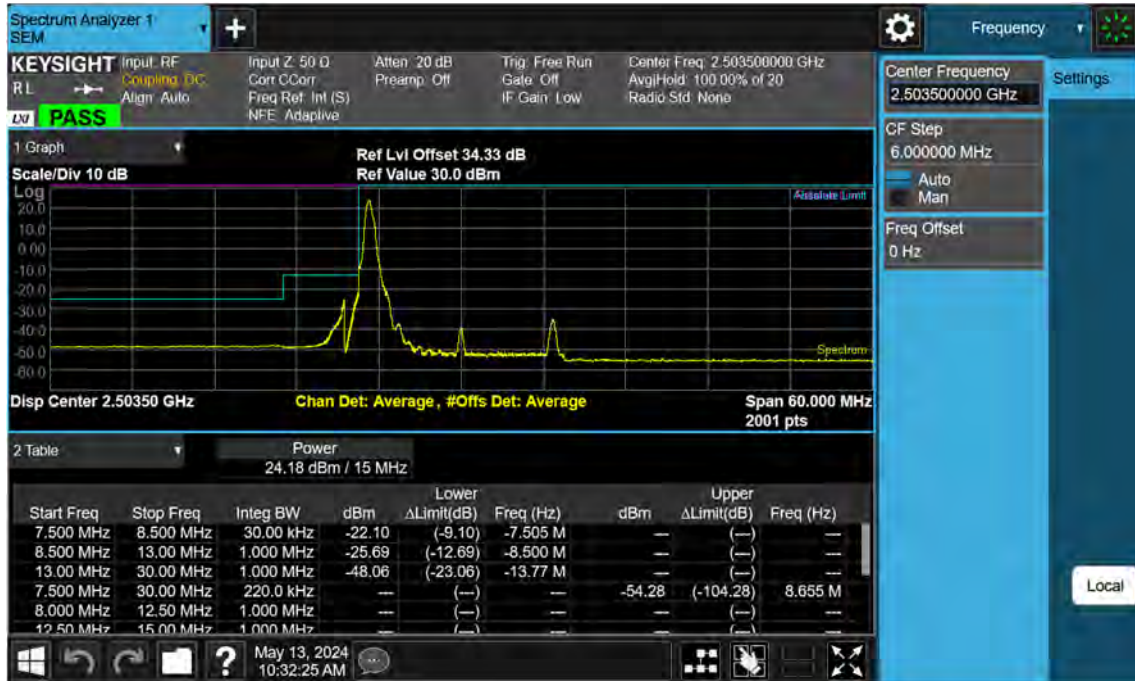 Spectrum Analyzer 1
SEM
Frequency
KEYSIGHT
RL
LXI
PASS
Input: RF
Coupling: DC
Align: Auto
Input Z: 50 Ω
Corr CCorr
Freq Ref: Int (S)
NFE: Adaptive
Atten: 20 dB
Preamp: Off
Trig: Free Run
Gate: Off
IF Gain: Low
Center Freq: 2.503500000 GHz
Avg|Hold: 100.00% of 20
Radio Std: None
Center Frequency
2.503500000 GHz
Settings
CF Step
6.000000 MHz
Auto
Man
Freq Offset
0 Hz
Local
1 Graph
Scale/Div 10 dB
Ref Lvl Offset 34.33 dB
Ref Value 30.0 dBm
Log
Absolute Limit
20.0
10.0
0.00
-10.0
-20.0
-30.0
-40.0
-50.0
-60.0
Spectrum
Disp Center 2.50350 GHz
Chan Det: Average , #Offs Det: Average
Span 60.000 MHz
2001 pts
2 Table
Power
24.18 dBm / 15 MHz
Lower Upper
Start Freq Stop Freq Integ BW dBm ΔLimit(dB) Freq (Hz) dBm ΔLimit(dB) Freq (Hz)
7.500 MHz 8.500 MHz 30.00 kHz -22.10 (-9.10) -7.505 M --- (---) ---
8.500 MHz 13.00 MHz 1.000 MHz -25.69 (-12.69) -8.500 M --- (---) ---
13.00 MHz 30.00 MHz 1.000 MHz -48.06 (-23.06) -13.77 M --- (---) ---
7.500 MHz 30.00 MHz 220.0 kHz --- (---) --- -54.28 (-104.28) 8.655 M
8.000 MHz 12.50 MHz 1.000 MHz --- (---) --- --- (---) ---
12.50 MHz 15.00 MHz 1.000 MHz --- (---) --- --- (---) ---
?
May 13, 2024
10:32:25 AM